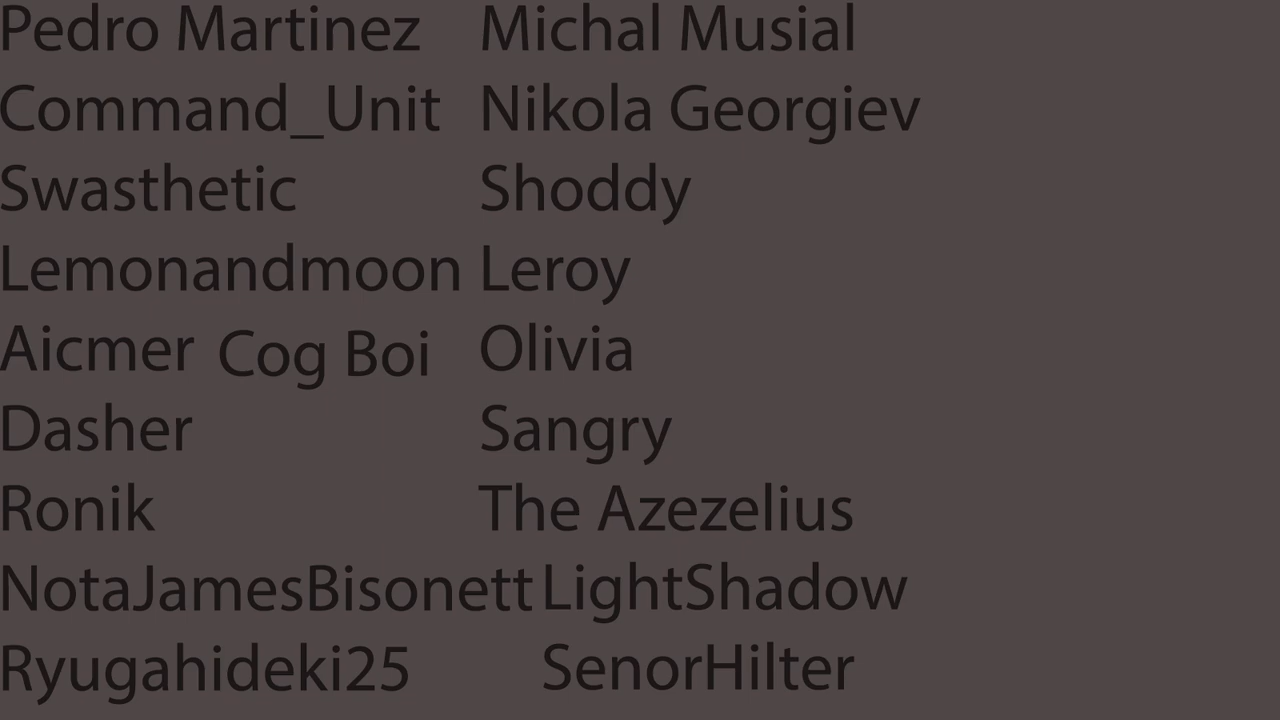 Pedro Martinez Michal Musial
Command_Unit Nikola Georgiev
Swasthetic Shoddy
Lemonandmoon Leroy
Aicmer Cog Boi Olivia
Dasher Sangry
Ronik The Azezelius
NotaJamesBisonett LightShadow
Ryugahideki25 SenorHilter